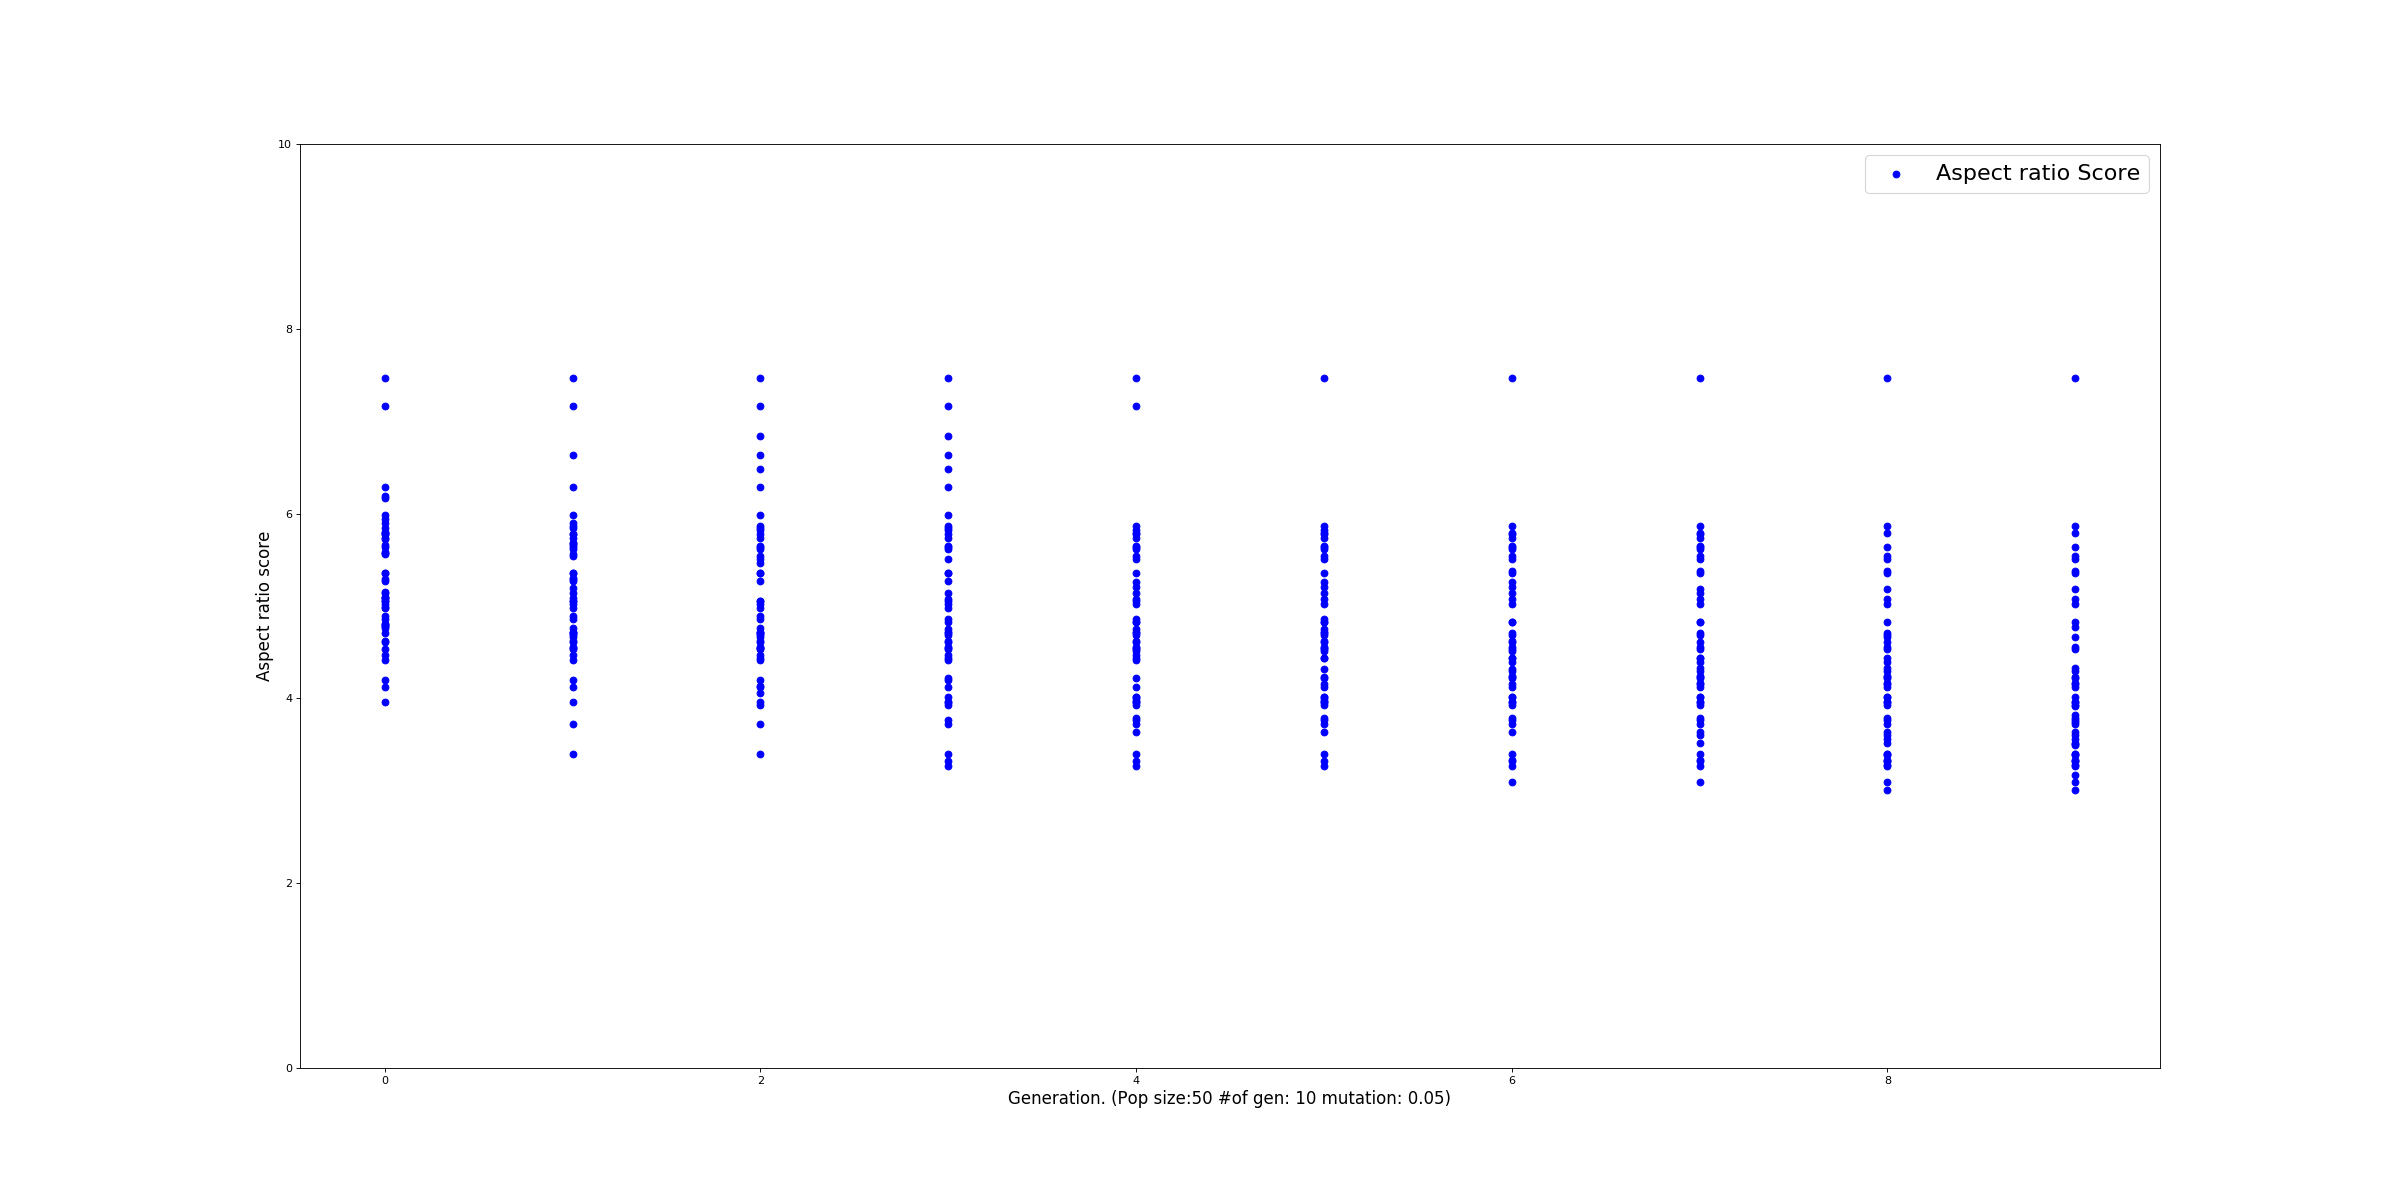 10
8
6
4
2
0
Aspect ratio score
Aspect ratio Score
0 2 4 6 8
Generation. (Pop size:50 #of gen: 10 mutation: 0.05)